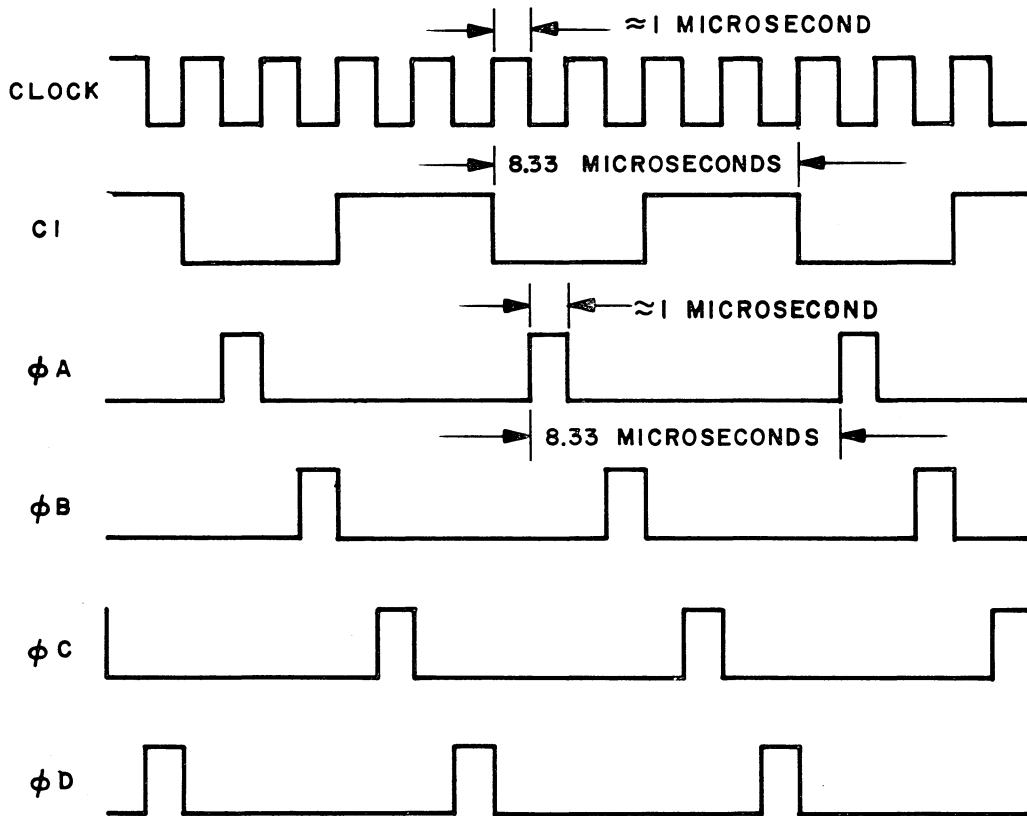 ≈1 MICROSECOND
CLOCK
8.33 MICROSECONDS
C1
≈1 MICROSECOND
ϕA
8.33 MICROSECONDS
ϕB
ϕC
ϕD